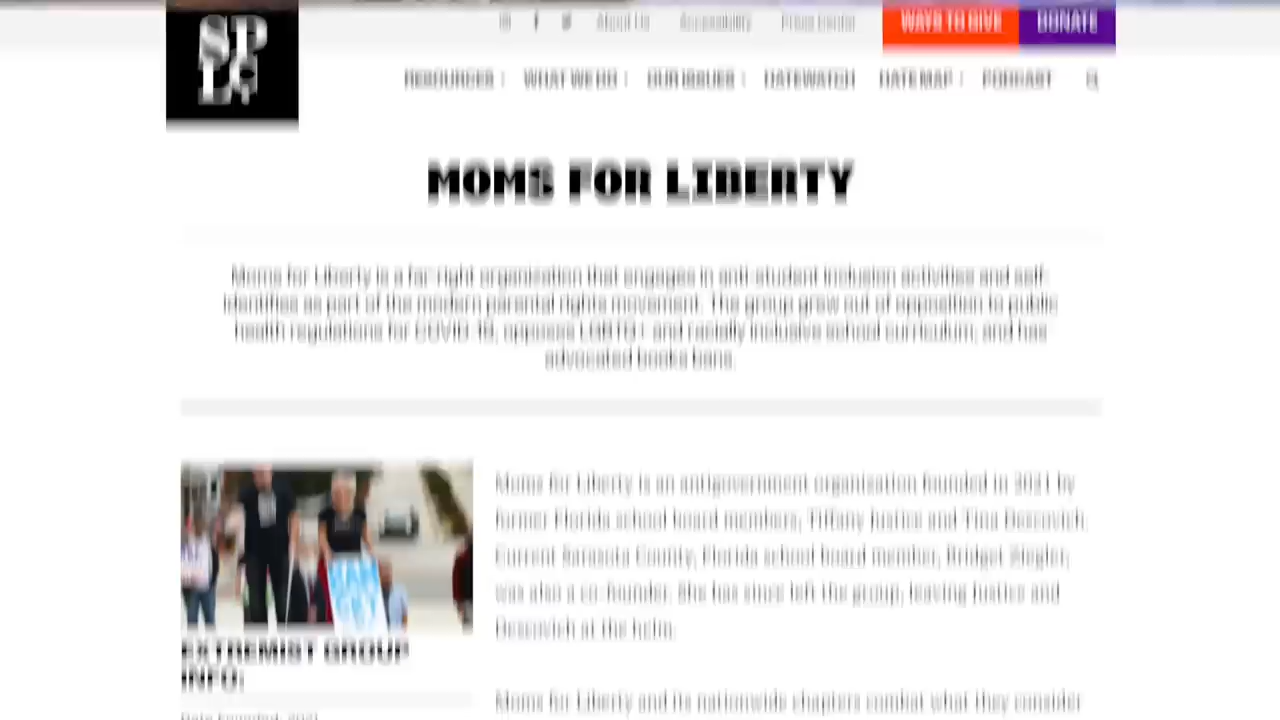 SP
LC
About Us Accessibility Press Center WAYS TO GIVE DONATE
RESOURCES WHAT WE DO OUR ISSUES HATEWATCH HATE MAP PODCAST
MOMS FOR LIBERTY
Moms for Liberty is a far-right organization that engages in anti-student inclusion activities and self-
identifies as part of the modern parental rights movement. The group grew out of opposition to public
health regulations for COVID-19, opposes LGBTQ+ and racially inclusive school curriculum, and has
advocated books bans.
Moms for Liberty is an antigovernment organization founded in 2021 by
former Florida school board members, Tiffany Justice and Tina Descovich.
Current Sarasota County, Florida school board member, Bridget Ziegler,
was also a co-founder. She has since left the group, leaving Justice and
Descovich at the helm.
EXTREMIST GROUP
INFO:
Moms for Liberty and its nationwide chapters combat what they consider
Date Founded: 2021